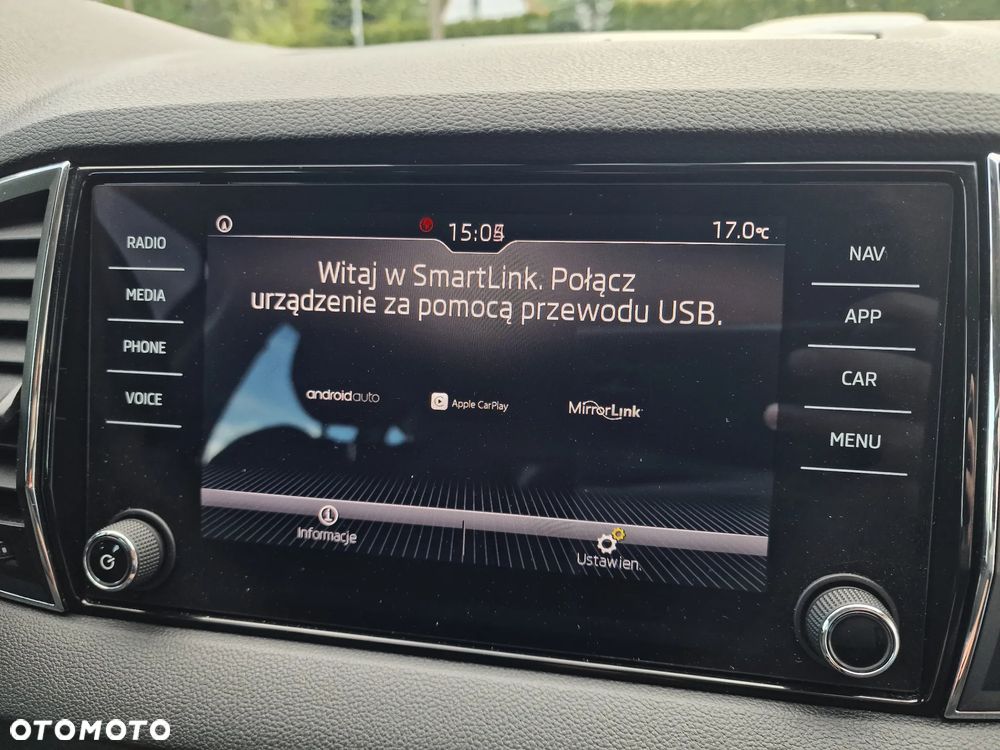 15:05
17.0°C
Witaj w SmartLink. Połącz
urządzenie za pomocą przewodu USB.
androidauto
Apple CarPlay
MirrorLink
Informacje
Ustawien.
RADIO
MEDIA
PHONE
VOICE
NAV
APP
CAR
MENU
OTOMOTO